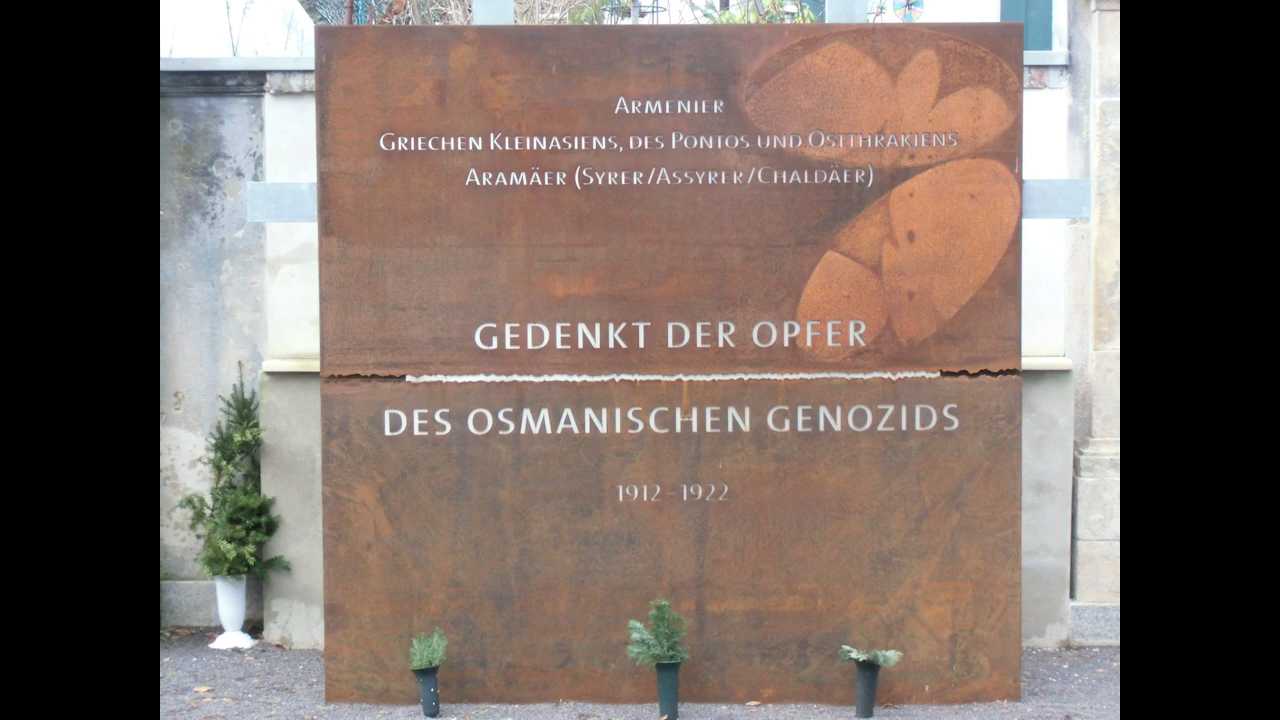 ARMENIER
GRIECHEN KLEINASIENS, DES PONTOS UND OSTTHRAKIENS
ARAMÄER (SYRER/ASSYRER/CHALDÄER)
GEDENKT DER OPFER
DES OSMANISCHEN GENOZIDS
1912-1922